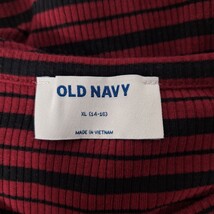 OLD NAVY
XL (14-16)
MADE IN VIETNAM